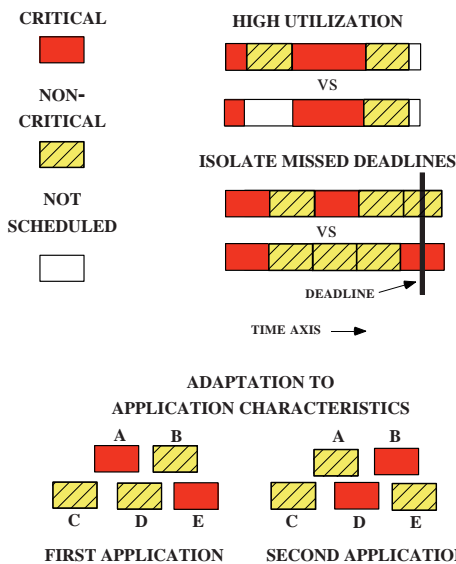 CRITICAL
NON-
CRITICAL
NOT
SCHEDULED
HIGH UTILIZATION
VS
ISOLATE MISSED DEADLINES
VS
DEADLINE
TIME AXIS
ADAPTATION TO
APPLICATION CHARACTERISTICS
A B
C D E
FIRST APPLICATION
A B
C D E
SECOND APPLICATION